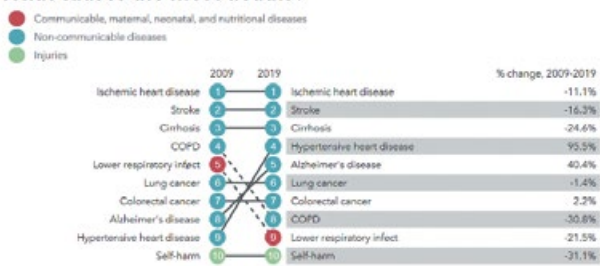 Communicable, maternal, neonatal, and nutritional diseases
Non-communicable diseases
Injuries
2009 2019 % change, 2009-2019
Ischemic heart disease 1 1 Ischemic heart disease -11.1%
Stroke 2 2 Stroke -16.3%
Cirrhosis 3 3 Cirrhosis -24.6%
COPD 4 4 Hypertensive heart disease 95.5%
Lower respiratory infect 5 5 Alzheimer's disease 40.4%
Lung cancer 6 6 Lung cancer -1.4%
Colorectal cancer 7 7 Colorectal cancer 2.2%
Alzheimer's disease 8 8 COPD -30.8%
Hypertensive heart disease 9 9 Lower respiratory infect -21.5%
Self-harm 10 10 Self-harm -31.1%